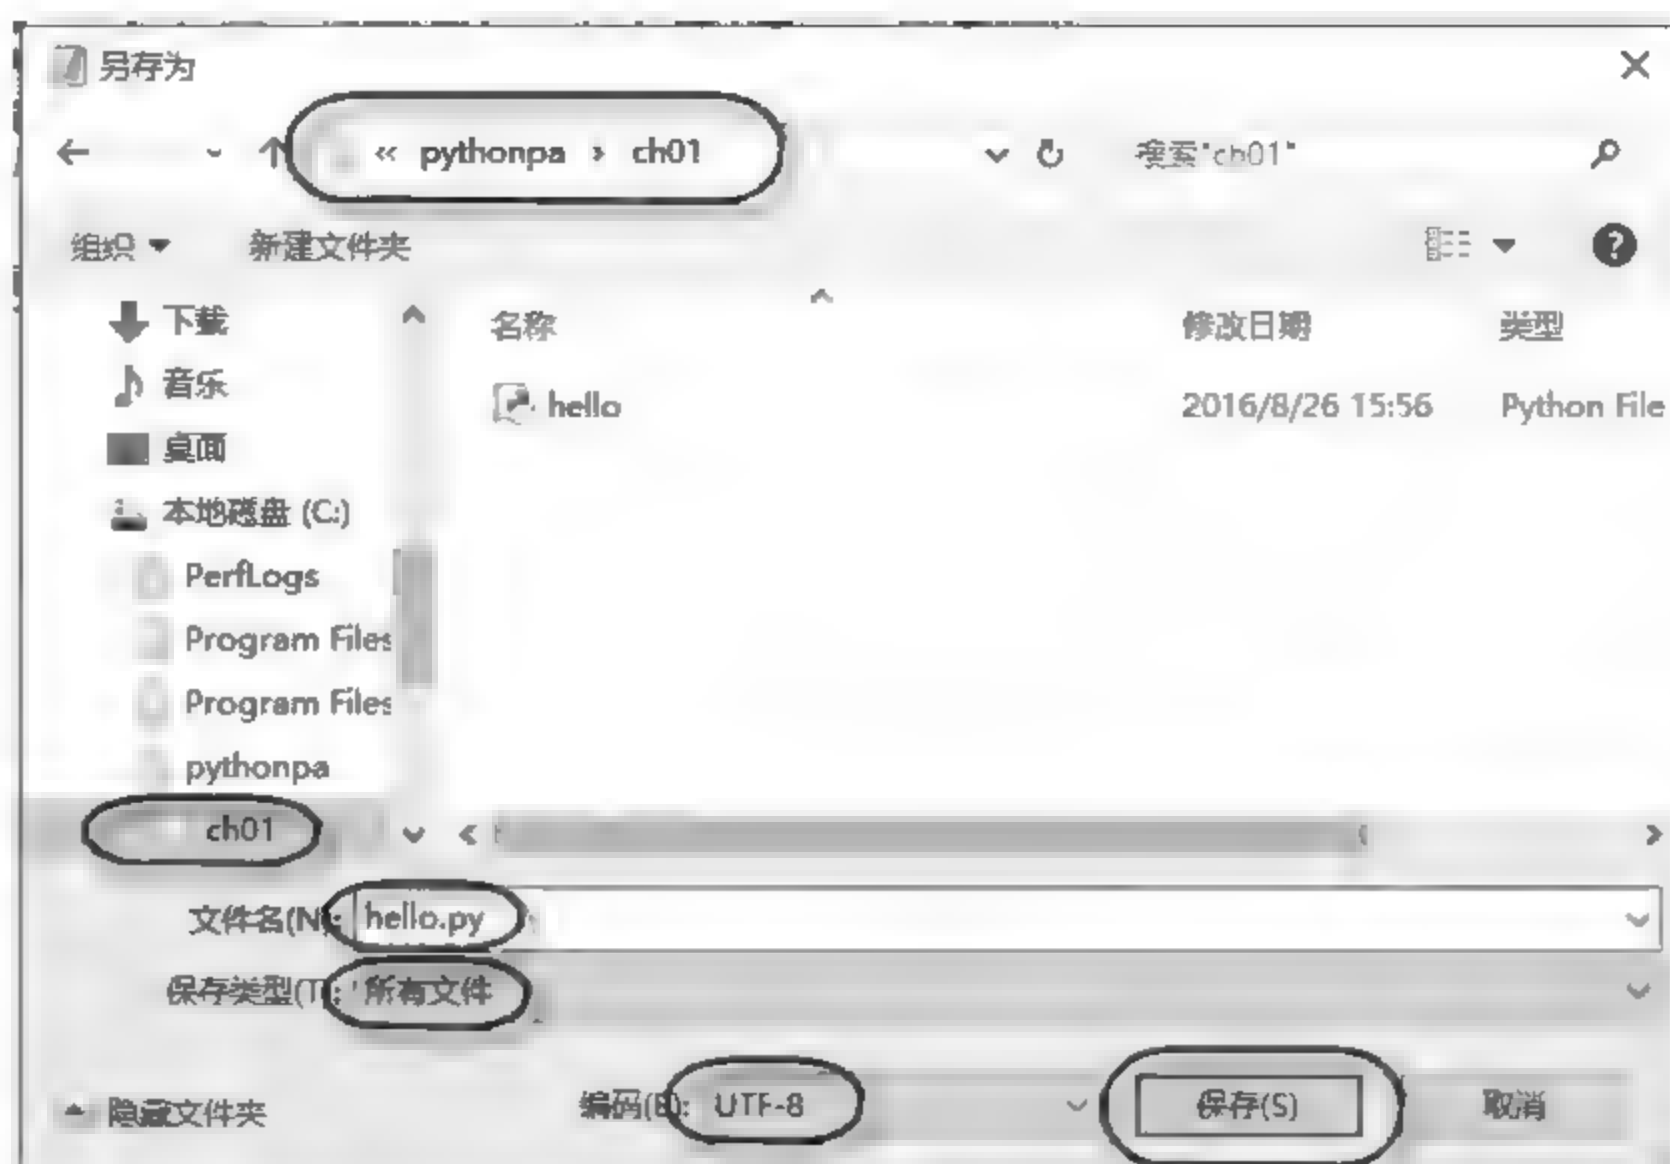 另存为
« pythonpa › ch01
搜索"ch01"
组织
新建文件夹
下载
音乐
桌面
本地磁盘 (C:)
PerfLogs
Program Files
Program Files
pythonpa
ch01
名称
修改日期
类型
hello
2016/8/26 15:56
Python File
文件名(N): hello.py
保存类型(T): 所有文件
隐藏文件夹
编码(E): UTF-8
保存(S)
取消